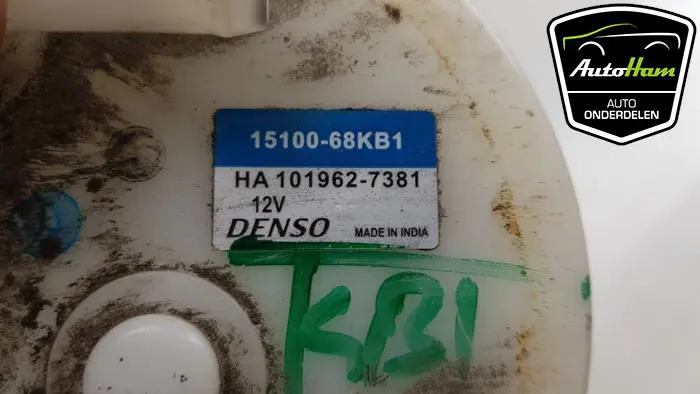 AutoHam
AUTO
ONDERDELEN
15100-68KB1
HA 101962-7381
12V
DENSO MADE IN INDIA
KB1